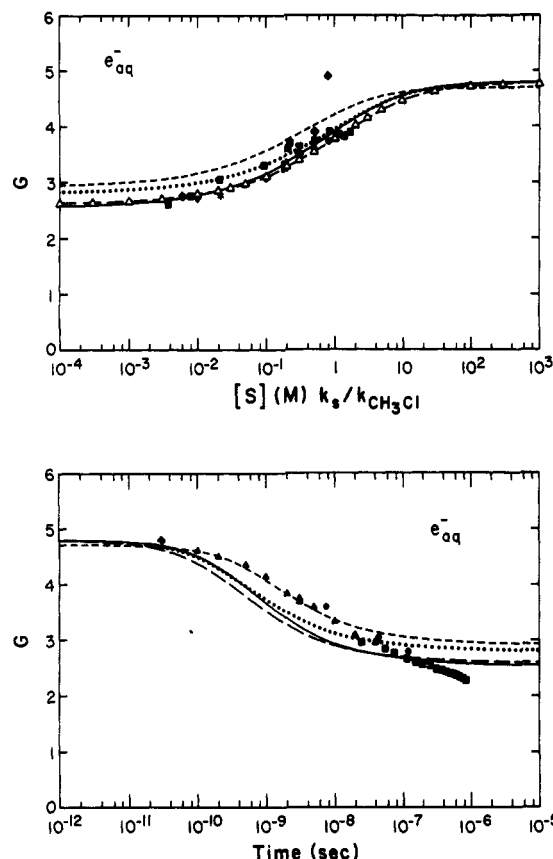 e⁻aq
6
5
4
3
2
1
0
G
10⁻⁴ 10⁻³ 10⁻² 10⁻¹ 1 10 10² 10³
[S] (M) kₛ/k_CH₃Cl
6
5
4
3
2
1
0
G
e⁻aq
10⁻¹² 10⁻¹¹ 10⁻¹⁰ 10⁻⁹ 10⁻⁸ 10⁻⁷ 10⁻⁶ 10⁻⁵
Time (sec)